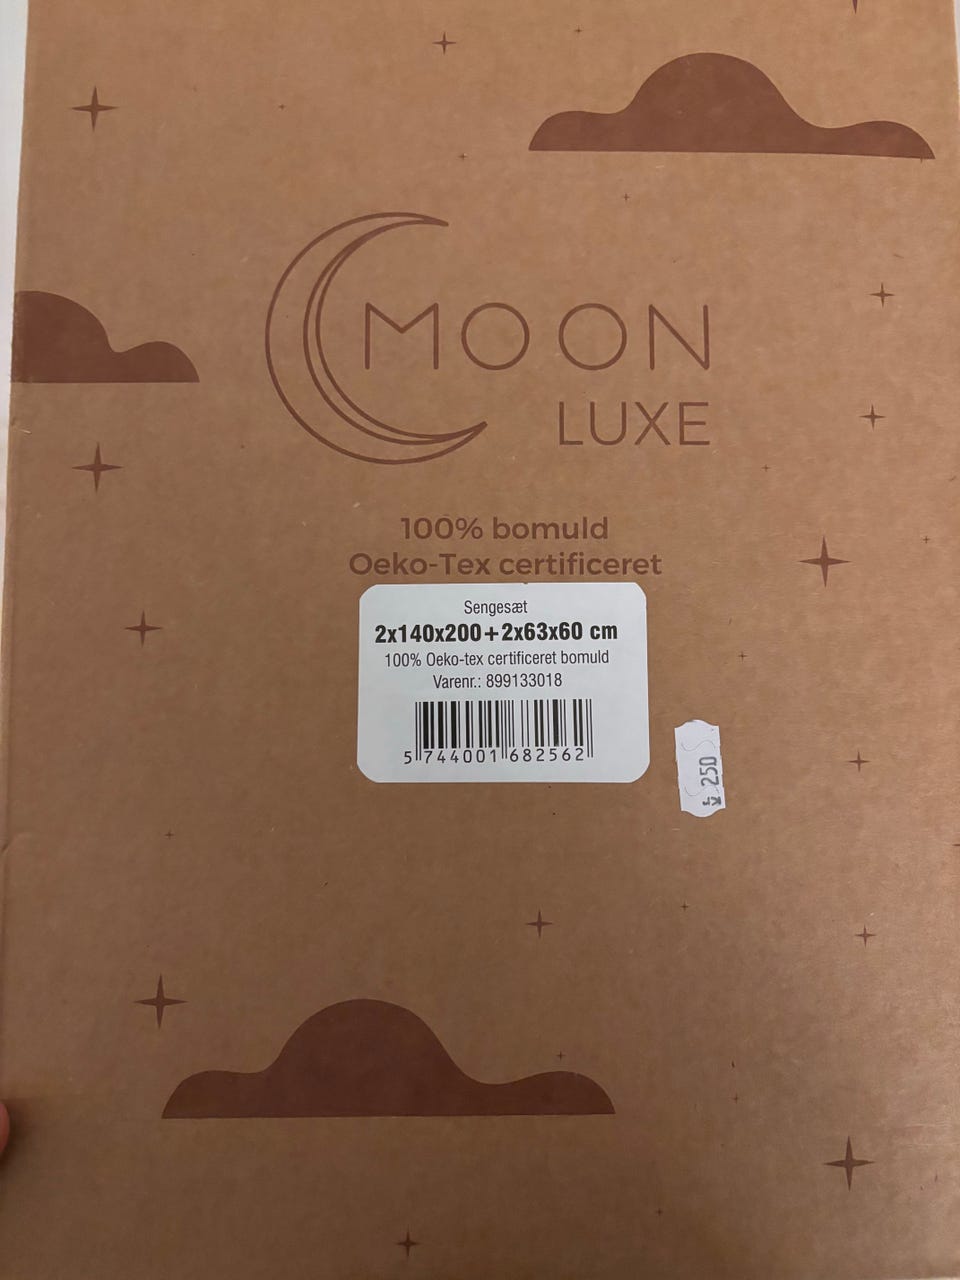 MOON
LUXE
100% bomuld
Oeko-Tex certificeret
Sengesæt
2x140x200+2x63x60 cm
100% Oeko-tex certificeret bomuld
Varenr.: 899133018
5 744001 682562
250